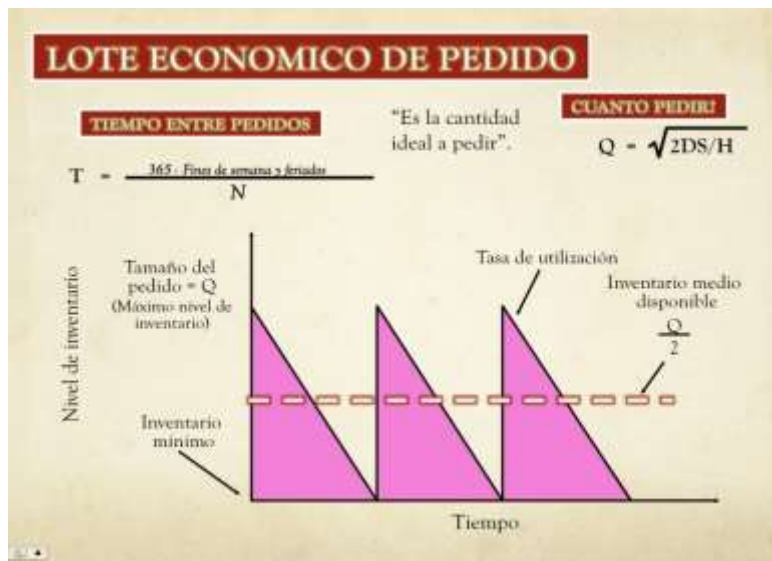 LOTE ECONOMICO DE PEDIDO
TIEMPO ENTRE PEDIDOS
T = 365 - Fines de semana y feriados
N
"Es la cantidad
ideal a pedir".
CUANTO PEDIR?
Q = √2DS/H
Nivel de inventario
Tamaño del
pedido = Q
(Máximo nivel de
inventario)
Inventario
mínimo
Tasa de utilización
Inventario medio
disponible
Q
2
Tiempo